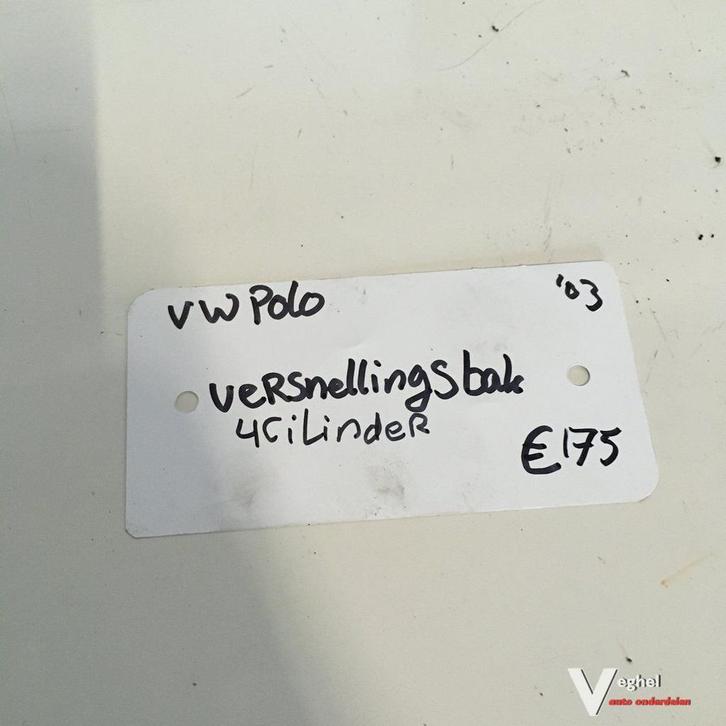 VW Polo '03
versnellingsbak
4cilinder
€175
Veghel
auto onderdelen